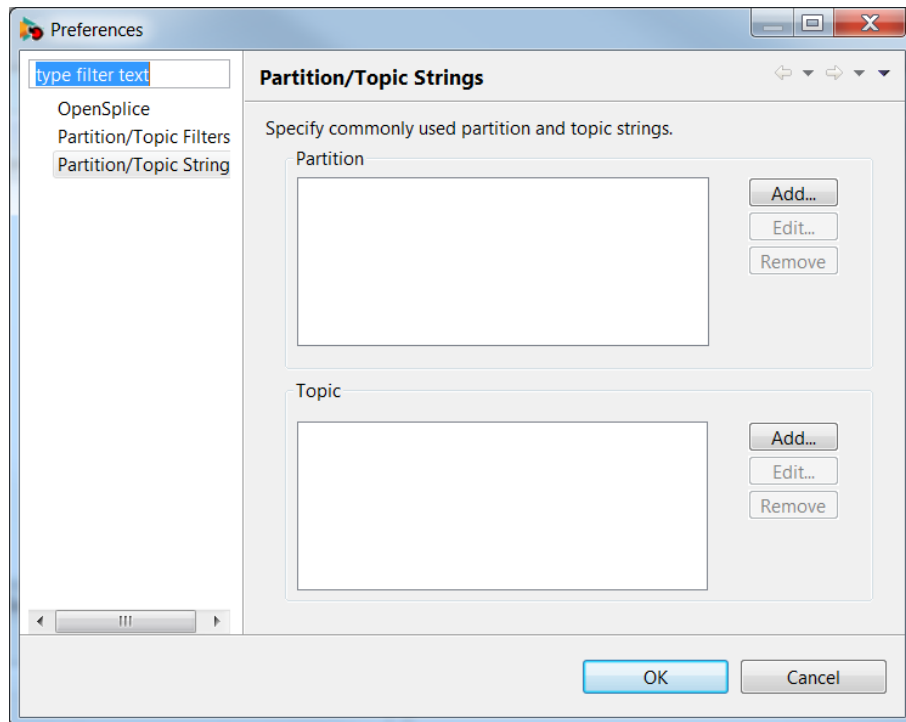 Preferences
type filter text
OpenSplice
Partition/Topic Filters
Partition/Topic String
Partition/Topic Strings
Specify commonly used partition and topic strings.
Partition
Add...
Edit...
Remove
Topic
Add...
Edit...
Remove
OK
Cancel